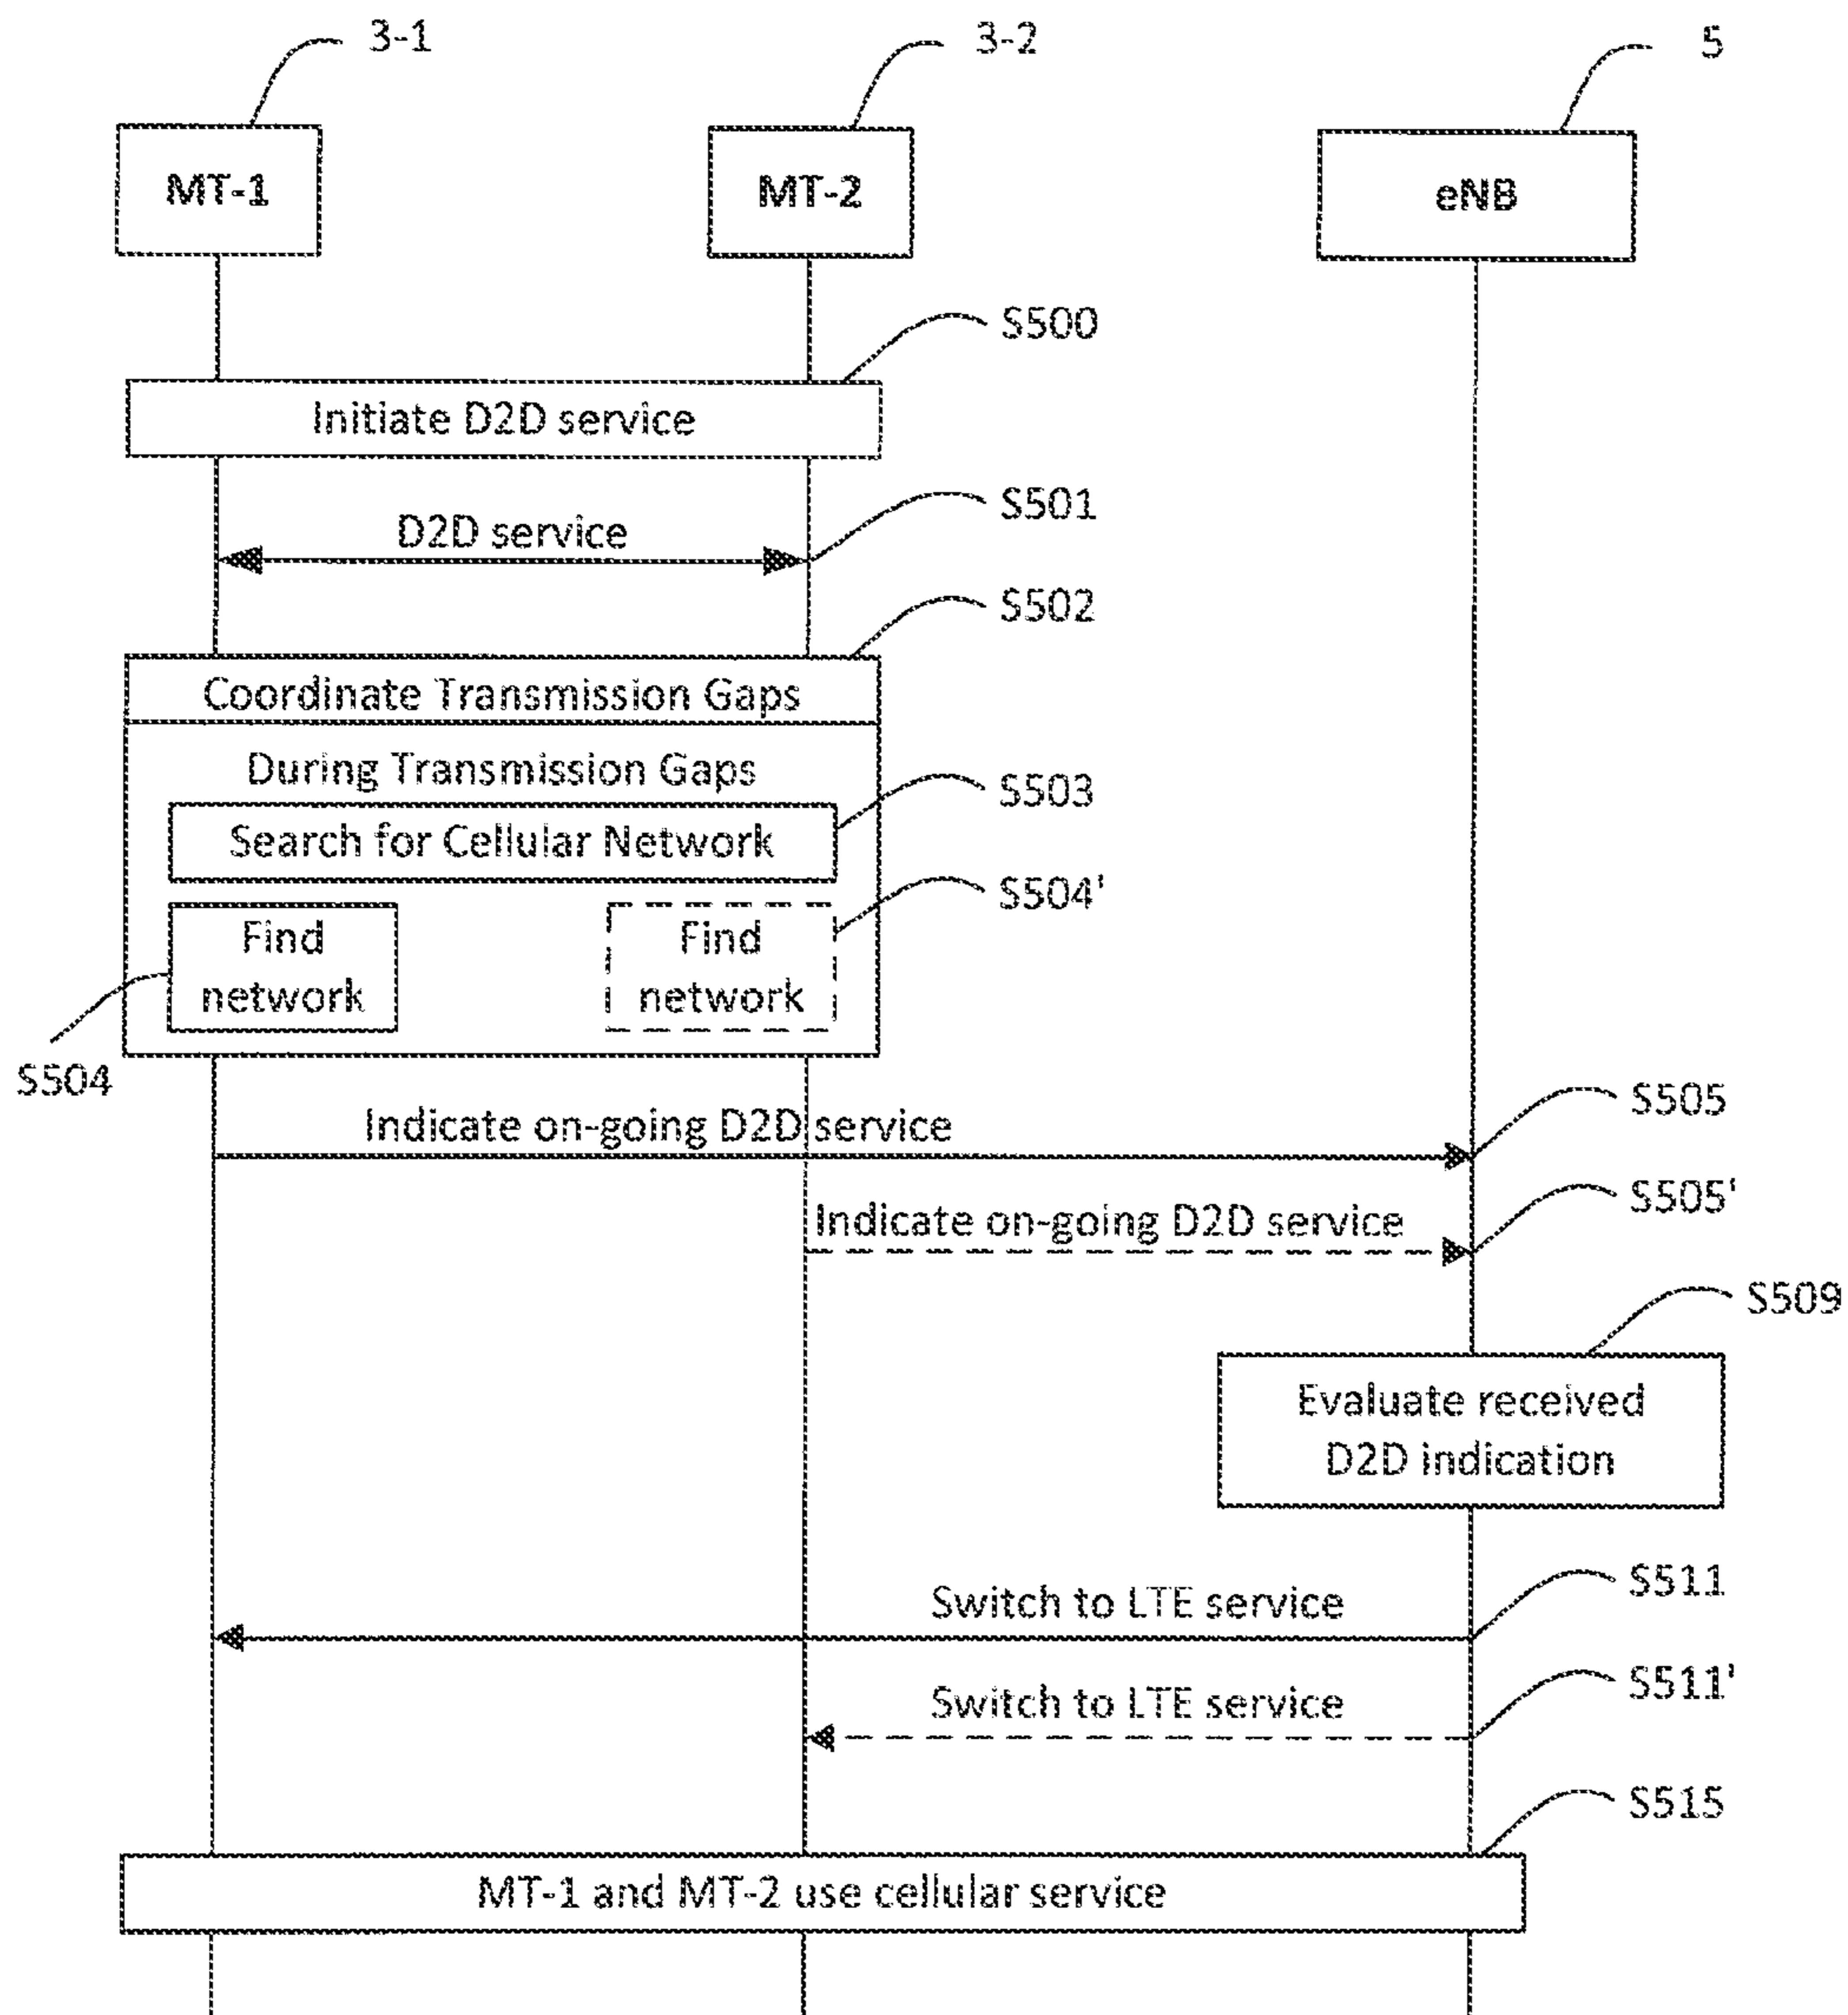 3-1
3-2
5
MT-1
MT-2
eNB
S500
Initiate D2D service
S501
D2D service
S502
Coordinate Transmission Gaps
During Transmission Gaps
S503
Search for Cellular Network
S504'
Find
network
Find
network
S504
S505
Indicate on-going D2D service
S505'
Indicate on-going D2D service
S509
Evaluate received
D2D indication
S511
Switch to LTE service
S511'
Switch to LTE service
S515
MT-1 and MT-2 use cellular service